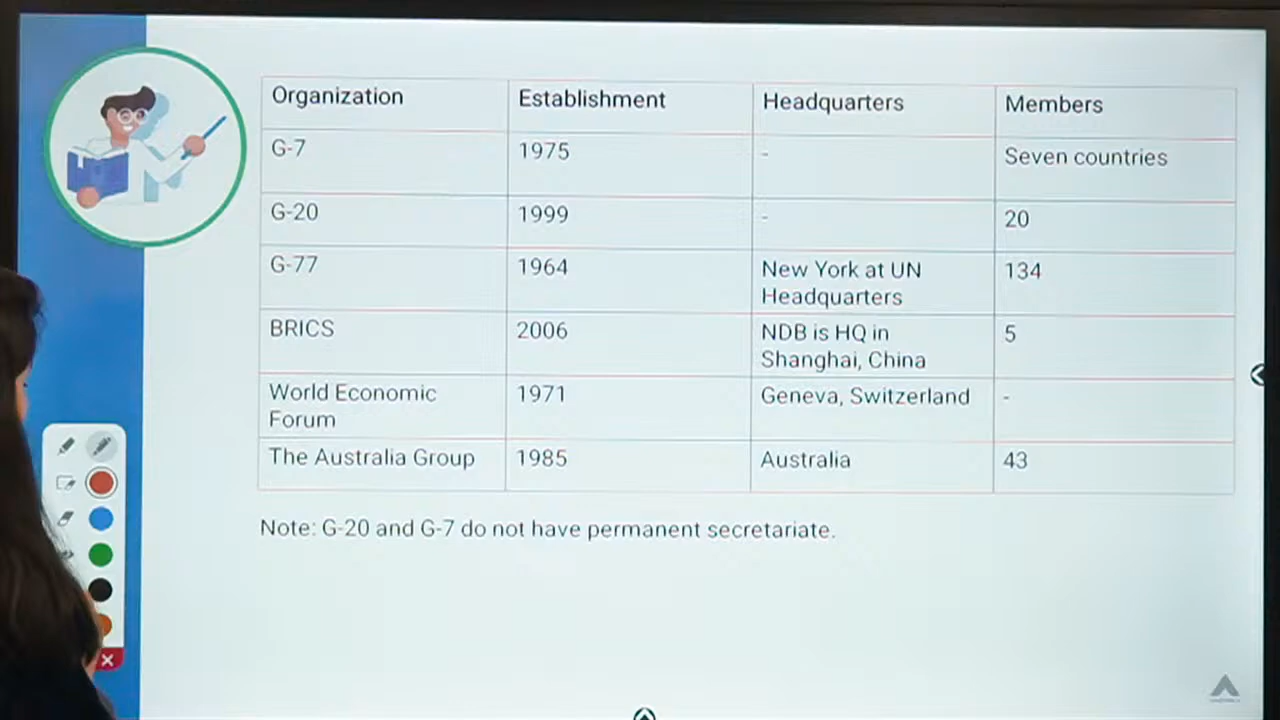 Organization Establishment Headquarters Members
G-7 1975 - Seven countries
G-20 1999 - 20
G-77 1964 New York at UN 134
Headquarters
BRICS 2006 NDB is HQ in 5
Shanghai, China
World Economic 1971 Geneva, Switzerland -
Forum
The Australia Group 1985 Australia 43
Note: G-20 and G-7 do not have permanent secretariate.